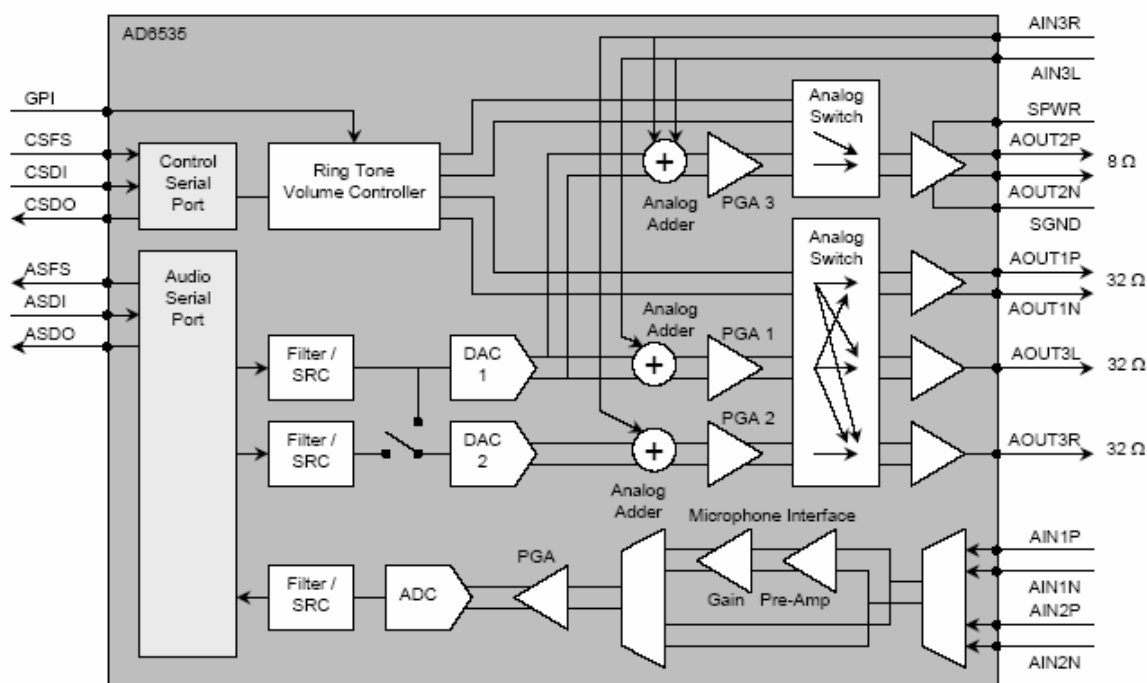 AD6535
AIN3R
AIN3L
GPI
SPWR
CSFS
CSDI
CSDO
Control
Serial
Port
Ring Tone
Volume Controller
Analog
Adder
PGA 3
Analog
Switch
AOUT2P
8 Ω
AOUT2N
SGND
ASFS
ASDI
ASDO
Audio
Serial
Port
Analog
Switch
AOUT1P
32 Ω
AOUT1N
Filter /
SRC
DAC
1
Analog
Adder
PGA 1
AOUT3L
32 Ω
Filter /
SRC
DAC
2
Analog
Adder
PGA 2
AOUT3R
32 Ω
Microphone Interface
Filter /
SRC
ADC
PGA
Gain
Pre-Amp
AIN1P
AIN1N
AIN2P
AIN2N